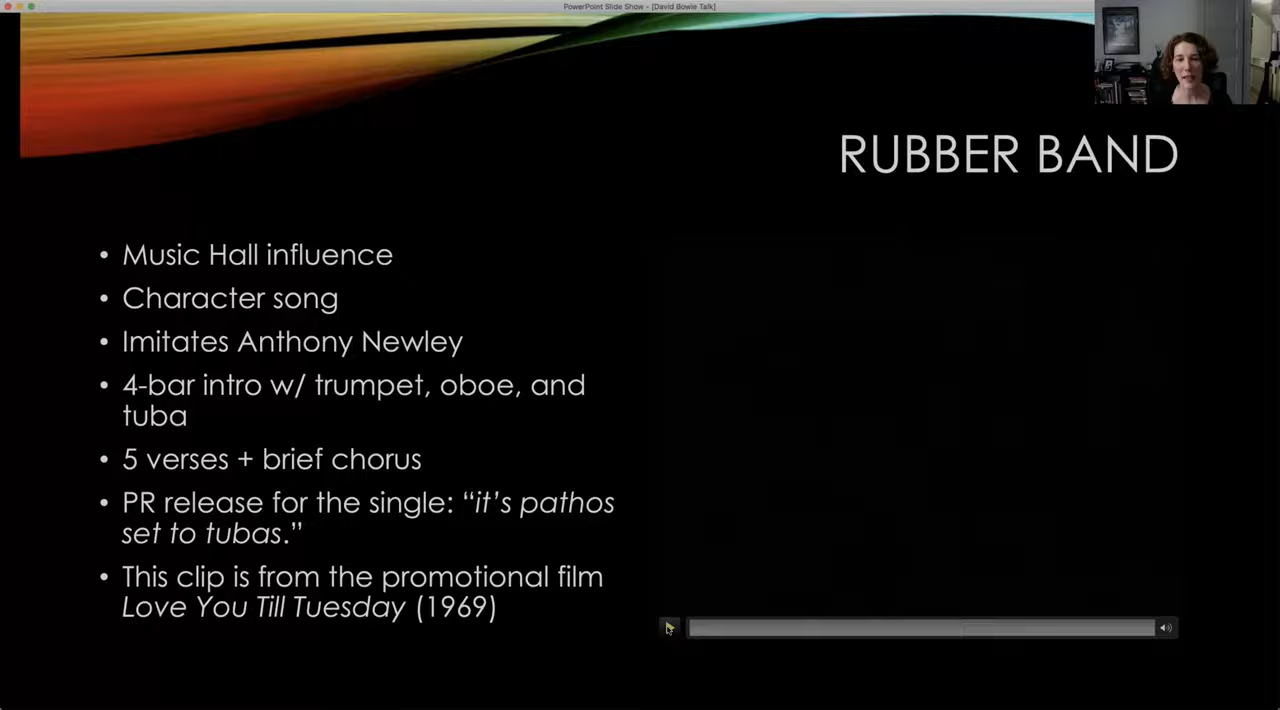 PowerPoint Slide Show - [David Bowie Talk]
RUBBER BAND
• Music Hall influence
• Character song
• Imitates Anthony Newley
• 4-bar intro w/ trumpet, oboe, and
tuba
• 5 verses + brief chorus
• PR release for the single: “it’s pathos
set to tubas.”
• This clip is from the promotional film
Love You Till Tuesday (1969)